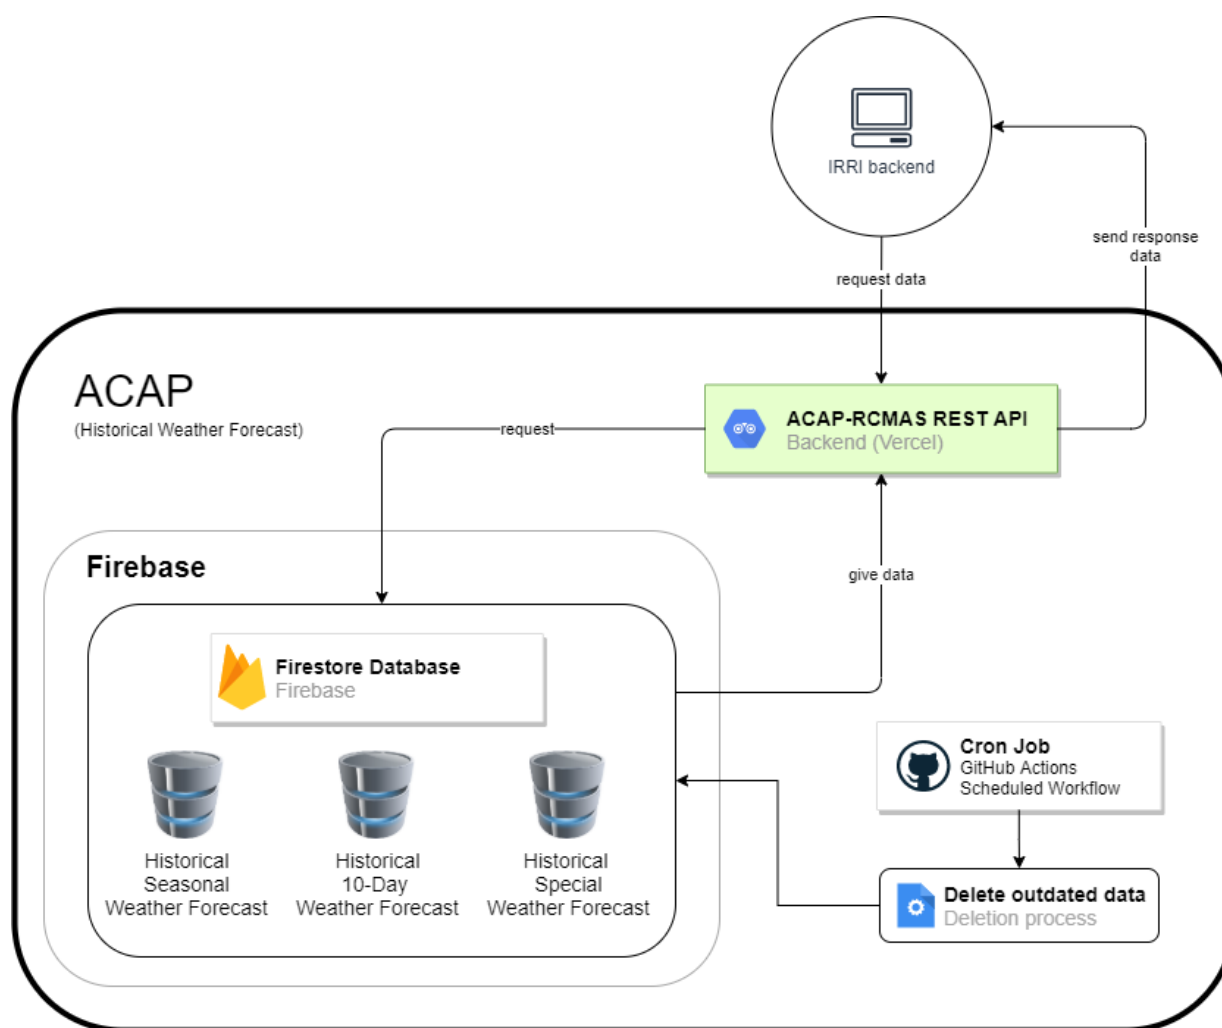 IRRI backend
send response
data
request data
ACAP
(Historical Weather Forecast)
ACAP-RCMAS REST API
Backend (Vercel)
request
Firebase
give data
Firestore Database
Firebase
Cron Job
GitHub Actions
Scheduled Workflow
Historical
Seasonal
Weather Forecast
Historical
10-Day
Weather Forecast
Historical
Special
Weather Forecast
Delete outdated data
Deletion process